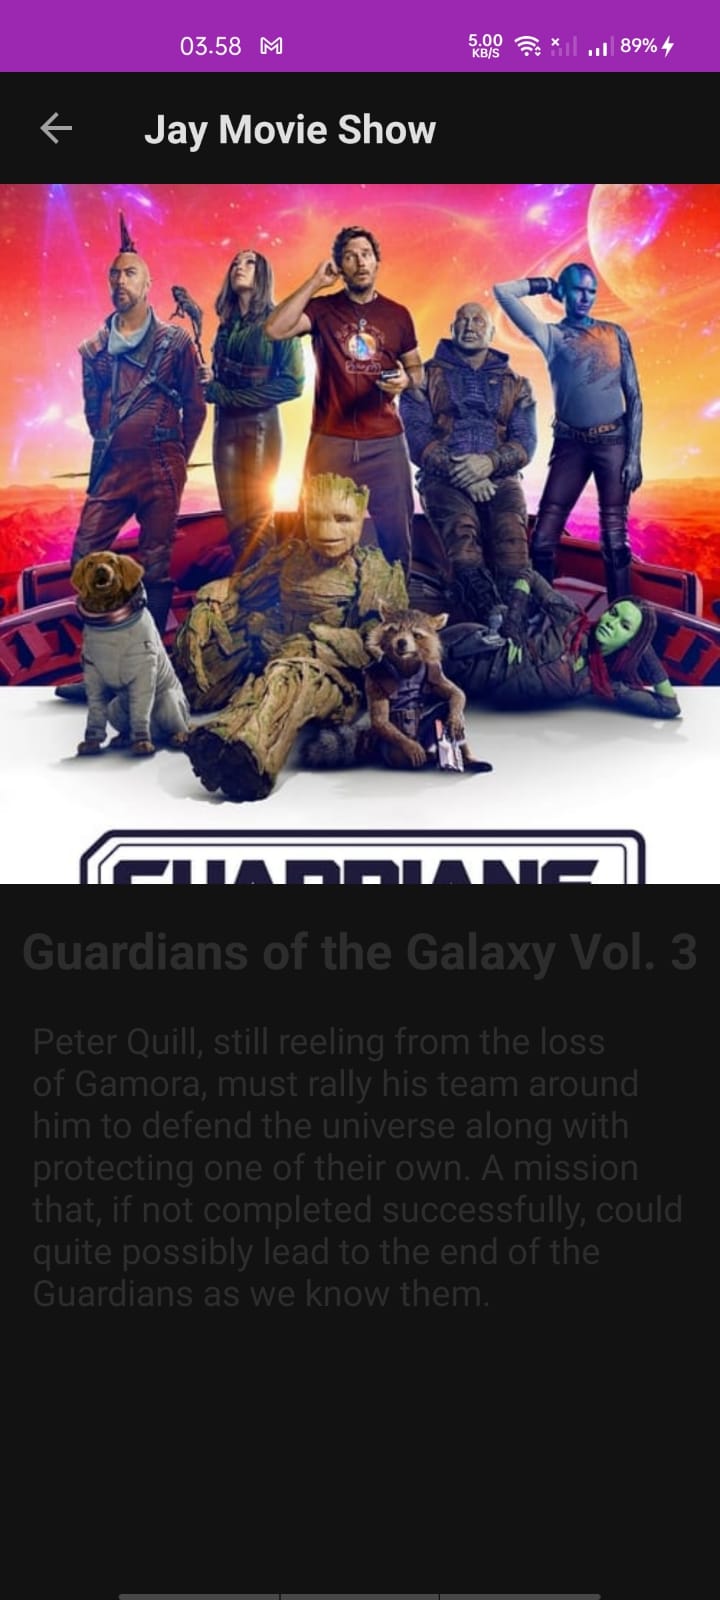 03.58
5.00
KB/S
89%
Jay Movie Show
GUARDIANS
Guardians of the Galaxy Vol. 3
Peter Quill, still reeling from the loss
of Gamora, must rally his team around
him to defend the universe along with
protecting one of their own. A mission
that, if not completed successfully, could
quite possibly lead to the end of the
Guardians as we know them.